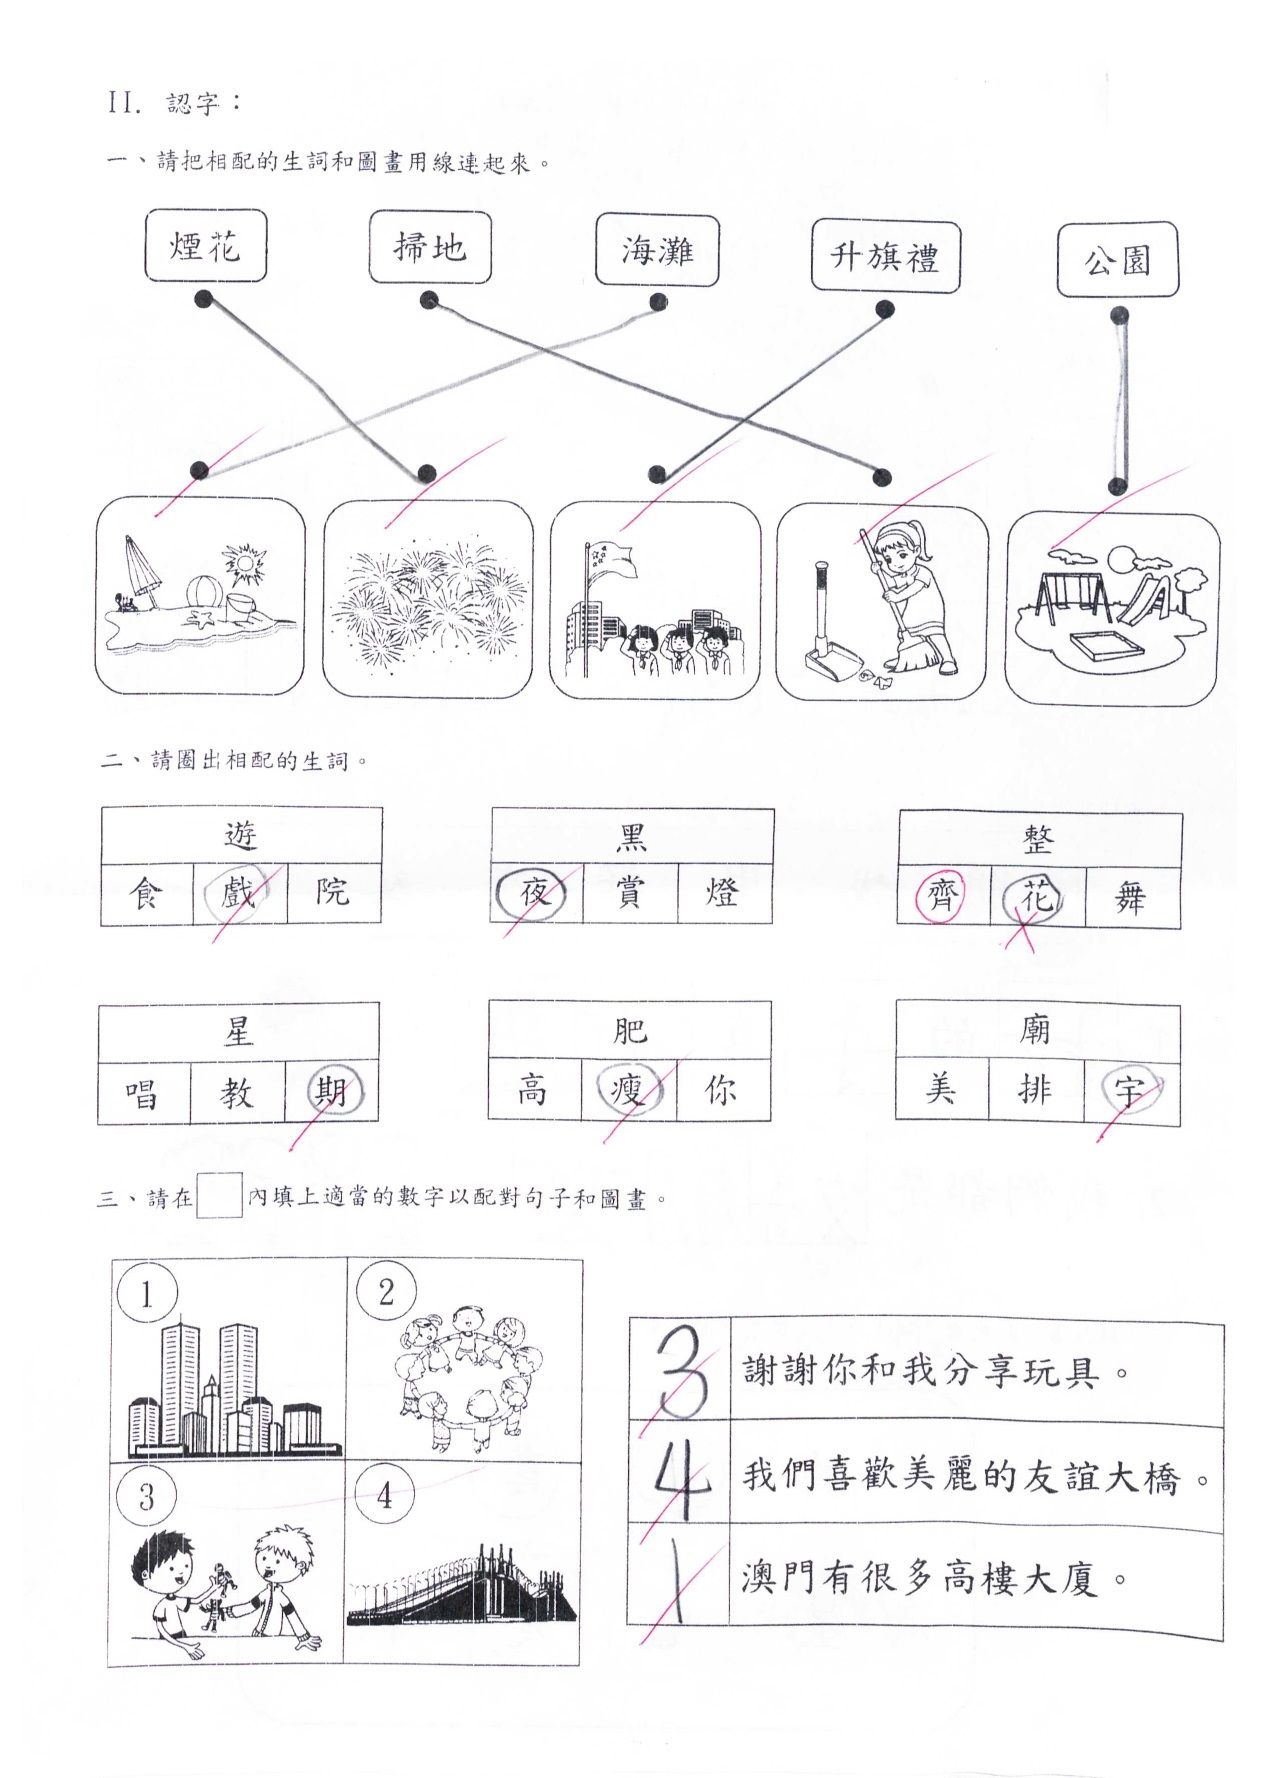 II. 認字：
一、請把相配的生詞和圖畫用線連起來。
煙花 掃地 海灘 升旗禮 公園
二、請圈出相配的生詞。
遊 黑 整
食 戲 院 夜 賞 燈 齊 花 舞
星 肥 廟
唱 教 期 高 瘦 你 美 排 宇
三、請在 內填上適當的數字以配對句子和圖畫。
1 2
3 4
3 謝謝你和我分享玩具。
4 我們喜歡美麗的友誼大橋。
1 澳門有很多高樓大廈。